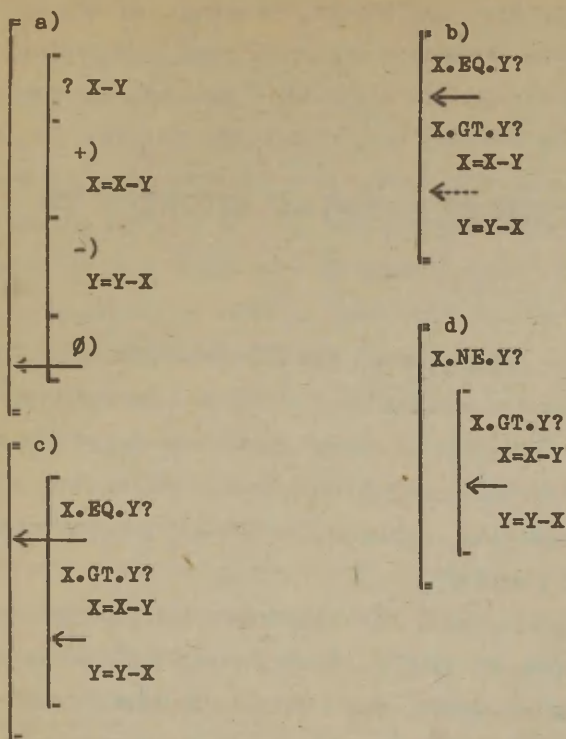 a)
? X-Y
+)
X=X-Y
-)
Y=Y-X
Ø)
b)
X.EQ.Y?
X.GT.Y?
X=X-Y
Y=Y-X
c)
X.EQ.Y?
X.GT.Y?
X=X-Y
Y=Y-X
d)
X.NE.Y?
X.GT.Y?
X=X-Y
Y=Y-X